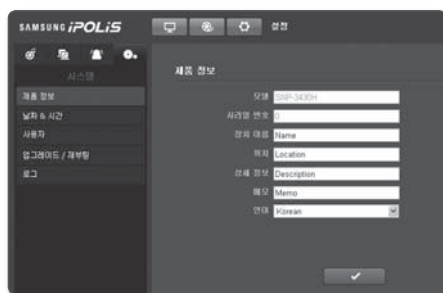 SAMSUNG iPOLiS
설정
시스템
제품 정보
날짜 & 시간
사용자
업그레이드 / 재부팅
로그
제품 정보
모델 SNP-3430H
시리얼 번호 0
장치 이름 Name
위치 Location
상세 정보 Description
메모 Memo
언어 Korean